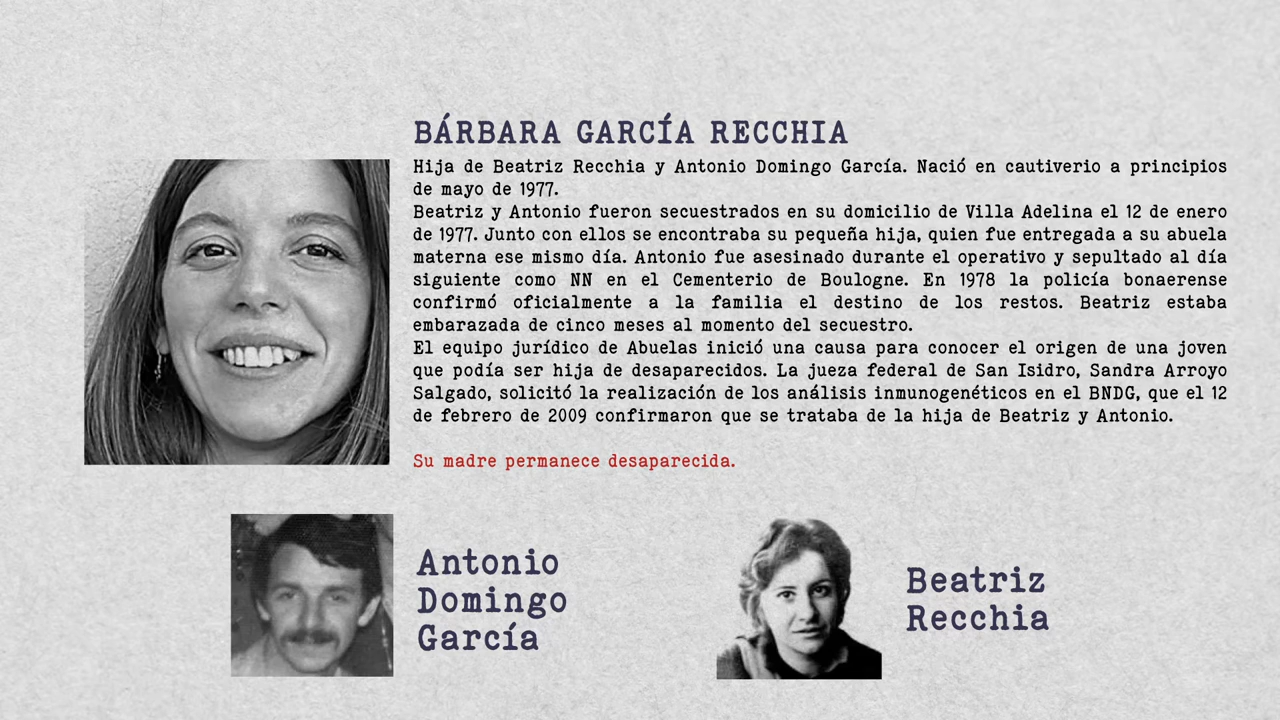 BÁRBARA GARCÍA RECCHIA
Hija de Beatriz Recchia y Antonio Domingo García. Nació en cautiverio a principios
de mayo de 1977.
Beatriz y Antonio fueron secuestrados en su domicilio de Villa Adelina el 12 de enero
de 1977. Junto con ellos se encontraba su pequeña hija, quien fue entregada a su abuela
materna ese mismo día. Antonio fue asesinado durante el operativo y sepultado al día
siguiente como NN en el Cementerio de Boulogne. En 1978 la policía bonaerense
confirmó oficialmente a la familia el destino de los restos. Beatriz estaba
embarazada de cinco meses al momento del secuestro.
El equipo jurídico de Abuelas inició una causa para conocer el origen de una joven
que podía ser hija de desaparecidos. La jueza federal de San Isidro, Sandra Arroyo
Salgado, solicitó la realización de los análisis inmunogenéticos en el BNDG, que el 12
de febrero de 2009 confirmaron que se trataba de la hija de Beatriz y Antonio.
Su madre permanece desaparecida.
Antonio
Domingo
García
Beatriz
Recchia